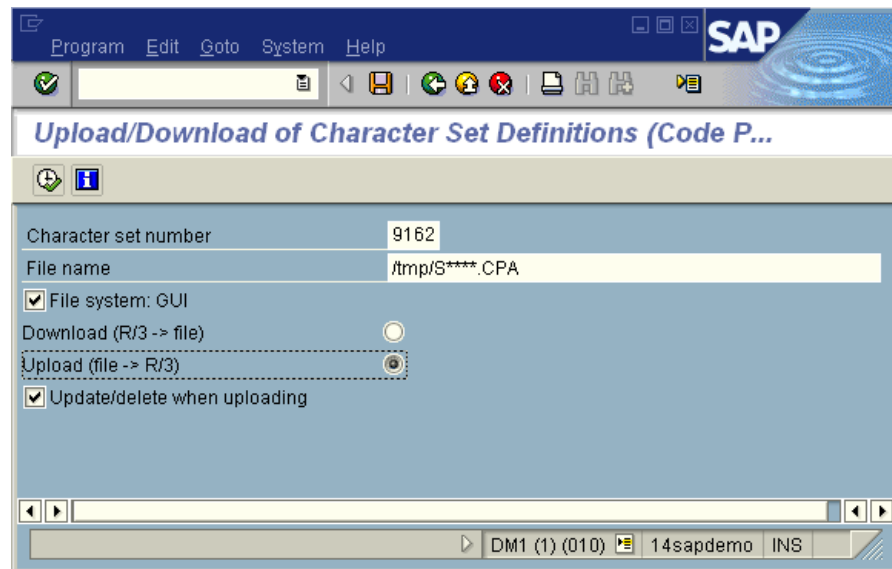 Program Edit Goto System Help
SAP
Upload/Download of Character Set Definitions (Code P...
Character set number 9162
File name /tmp/S****.CPA
File system: GUI
Download (R/3 -> file)
Upload (file -> R/3)
Update/delete when uploading
DM1 (1) (010) 14sapdemo INS